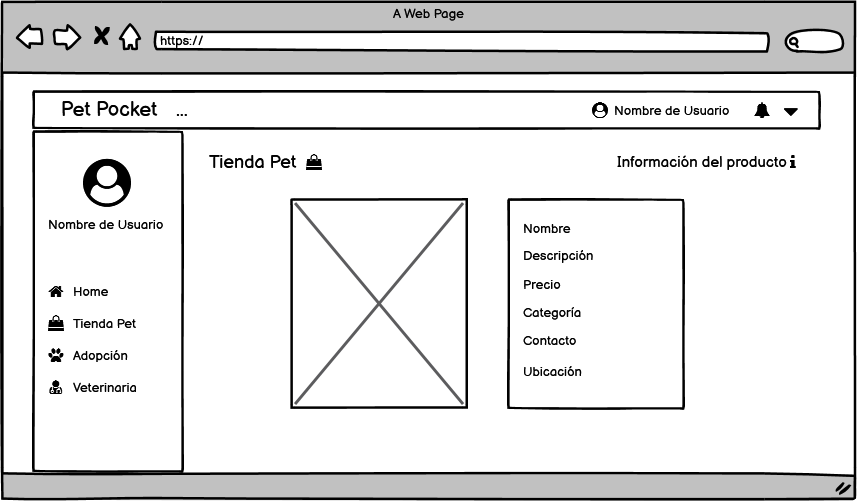 A Web Page
https://
Pet Pocket ...
Nombre de Usuario
Nombre de Usuario
Home
Tienda Pet
Adopción
Veterinaria
Tienda Pet
Información del producto
Nombre
Descripción
Precio
Categoría
Contacto
Ubicación